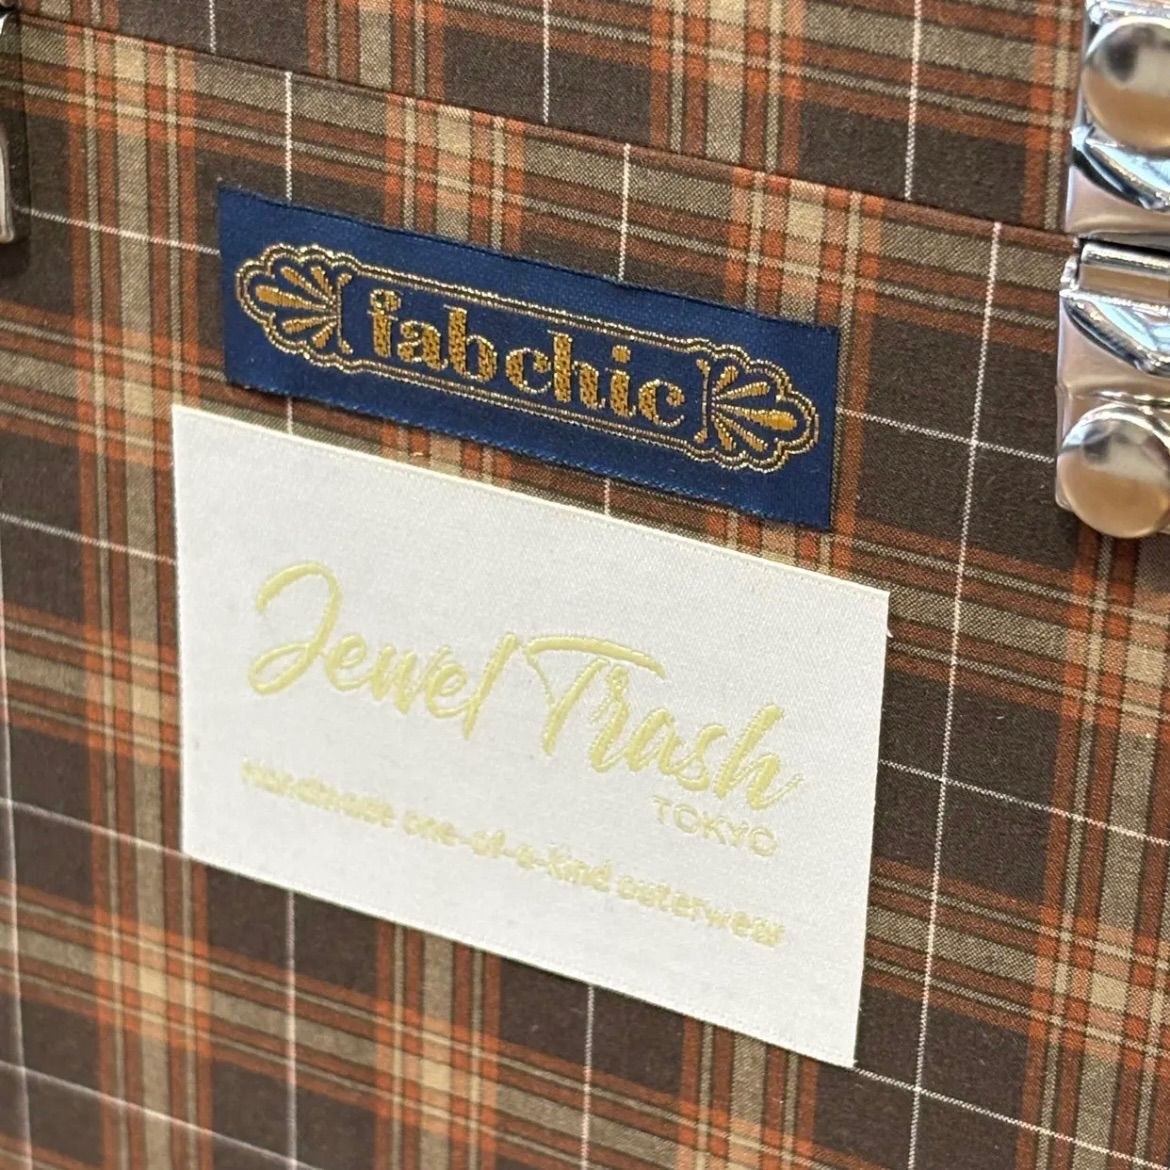 fabchic
Jewel Trash
TOKYO
Handmade one-of-a-kind outerwear